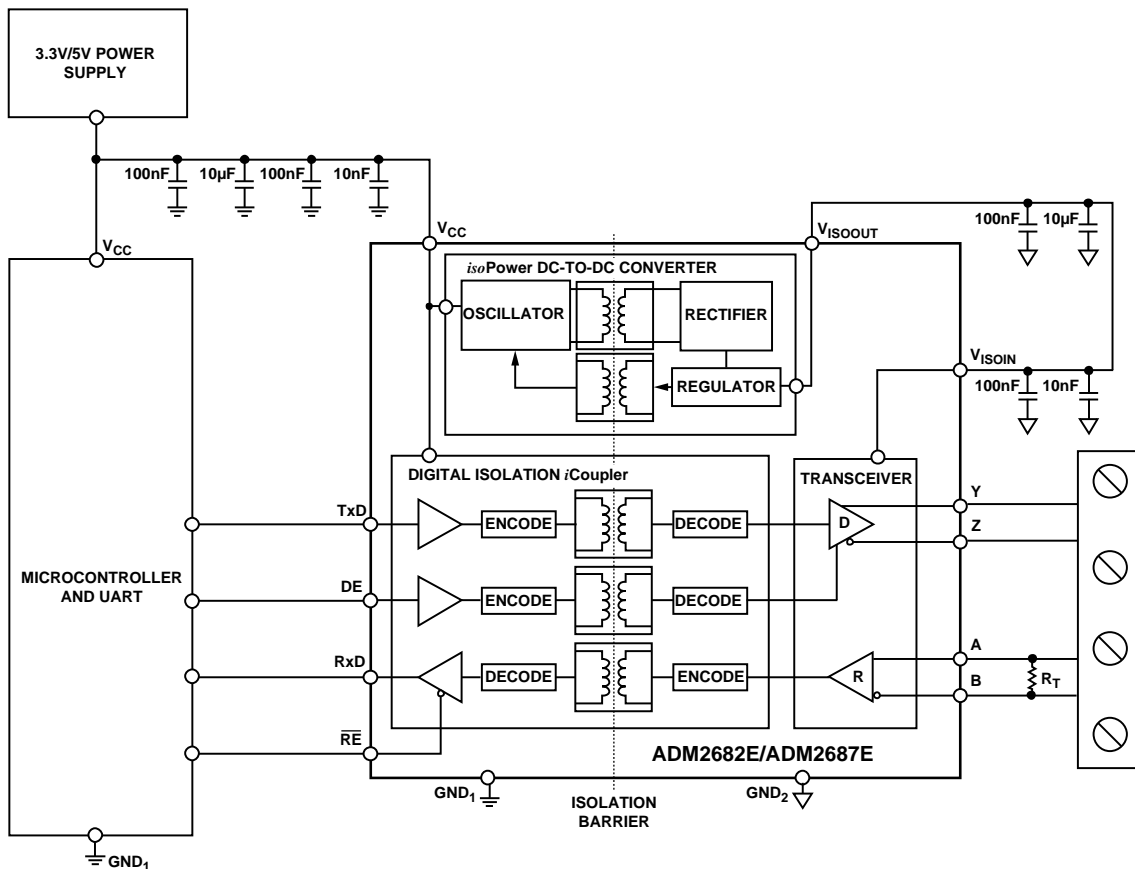 3.3V/5V POWER
SUPPLY
100nF
10µF
100nF
10nF
VCC
VCC
VISOOUT
100nF
10µF
isoPower DC-TO-DC CONVERTER
OSCILLATOR
RECTIFIER
REGULATOR
VISOIN
100nF
10nF
DIGITAL ISOLATION iCoupler
TRANSCEIVER
TxD
ENCODE
DECODE
D
Y
Z
MICROCONTROLLER
AND UART
DE
ENCODE
DECODE
RxD
DECODE
ENCODE
R
A
B
RT
RE
ADM2682E/ADM2687E
GND1
ISOLATION
BARRIER
GND2
GND1